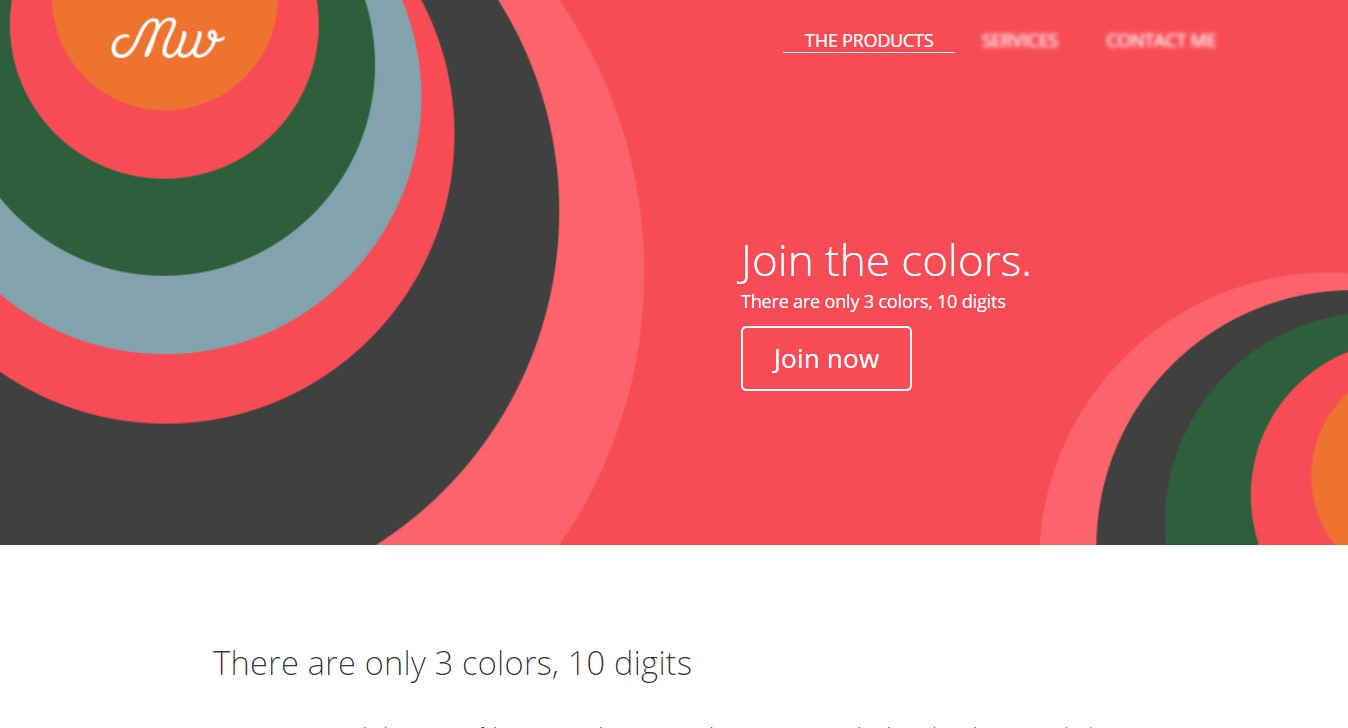 Mw
THE PRODUCTS
SERVICES
CONTACT ME
Join the colors.
There are only 3 colors, 10 digits
Join now
There are only 3 colors, 10 digits